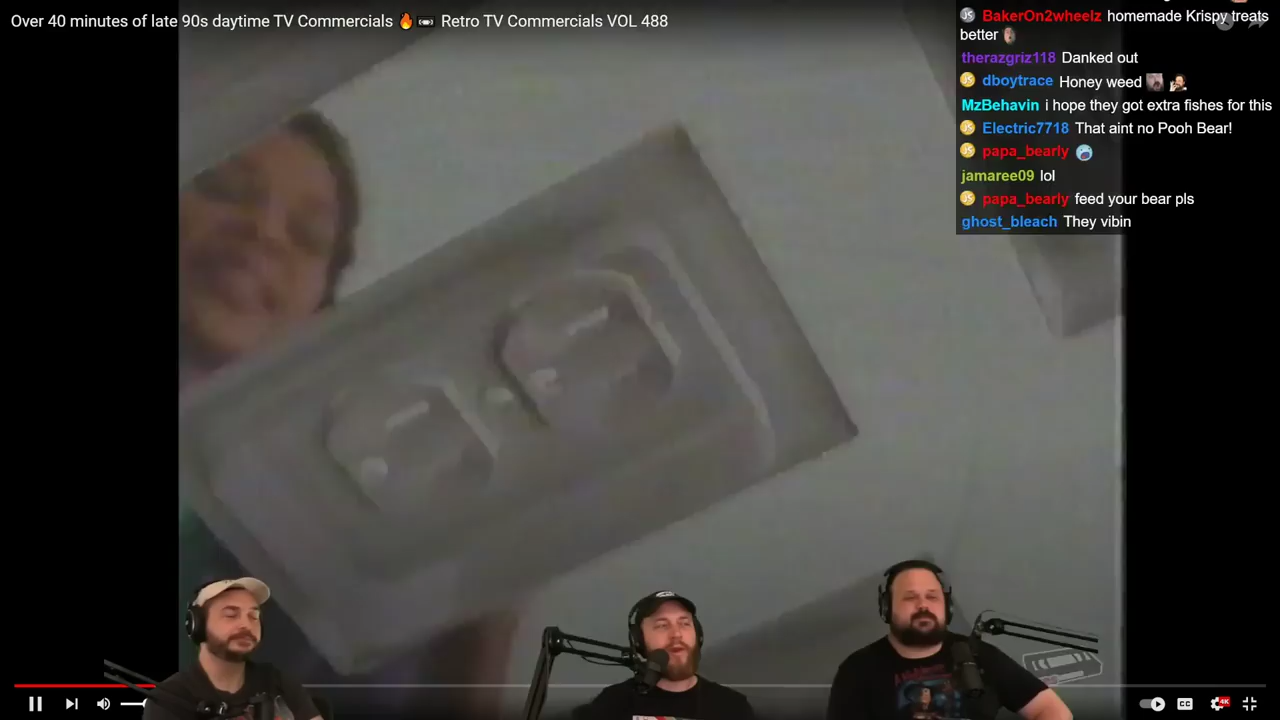 Over 40 minutes of late 90s daytime TV Commercials 🔥📼 Retro TV Commercials VOL 488
BakerOn2wheelz homemade Krispy treats
better
therazgriz118 Danked out
dboytrace Honey weed
MzBehavin i hope they got extra fishes for this
Electric7718 That aint no Pooh Bear!
papa_bearly
jamaree09 lol
papa_bearly feed your bear pls
ghost_bleach They vibin
CC
4K